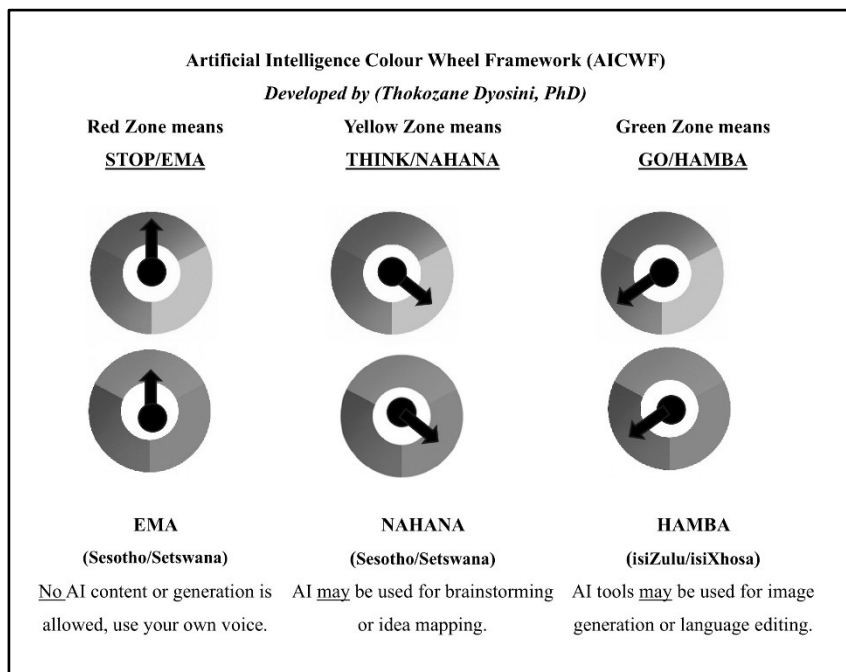 Artificial Intelligence Colour Wheel Framework (AICWF)
Developed by (Thokozane Dyosini, PhD)
Red Zone means
STOP/EMA
Yellow Zone means
THINK/NAHANA
Green Zone means
GO/HAMBA
EMA
(Sesotho/Setswana)
No AI content or generation is
allowed, use your own voice.
NAHANA
(Sesotho/Setswana)
AI may be used for brainstorming
or idea mapping.
HAMBA
(isiZulu/isiXhosa)
AI tools may be used for image
generation or language editing.